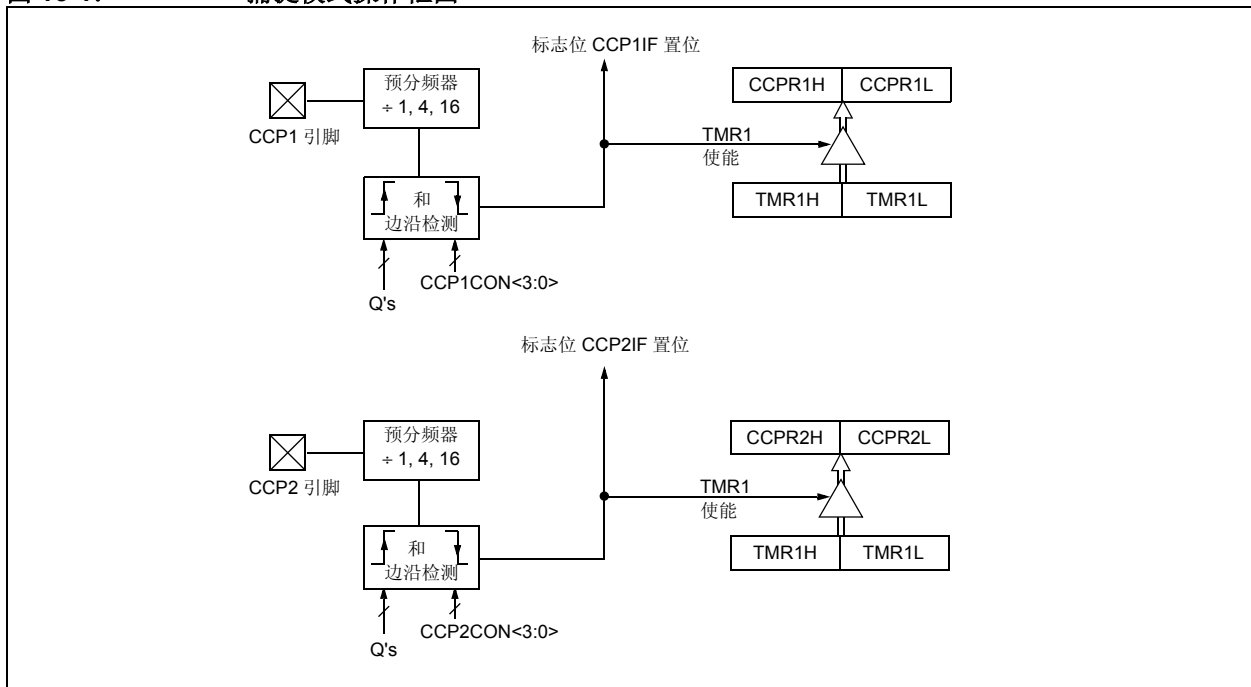 标志位 CCP1IF 置位
预分频器
÷ 1, 4, 16
CCPR1H
CCPR1L
CCP1 引脚
TMR1
使能
和
边沿检测
TMR1H
TMR1L
CCP1CON<3:0>
Q's
标志位 CCP2IF 置位
预分频器
÷ 1, 4, 16
CCPR2H
CCPR2L
CCP2 引脚
TMR1
使能
和
边沿检测
TMR1H
TMR1L
CCP2CON<3:0>
Q's